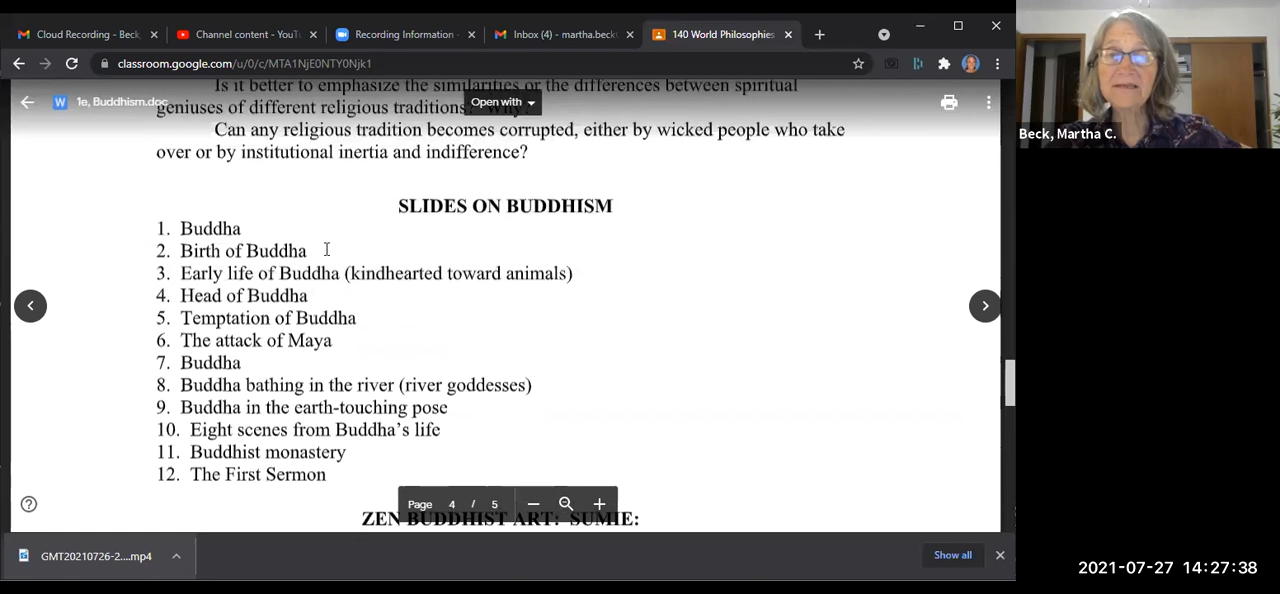 Cloud Recording - Beck,
Channel content - YouTu
Recording Information -
Inbox (4) - martha.beck
140 World Philosophies
classroom.google.com/u/0/c/MTA1NjE0NTY0Njk1
Is it better to emphasize the similarities or the differences between spiritual
1e, Buddhism.doc
Open with
geniuses of different religious traditions? Why?
Can any religious tradition becomes corrupted, either by wicked people who take
over or by institutional inertia and indifference?
SLIDES ON BUDDHISM
1. Buddha
2. Birth of Buddha
3. Early life of Buddha (kindhearted toward animals)
4. Head of Buddha
5. Temptation of Buddha
6. The attack of Maya
7. Buddha
8. Buddha bathing in the river (river goddesses)
9. Buddha in the earth-touching pose
10. Eight scenes from Buddha's life
11. Buddhist monastery
12. The First Sermon
Page 4 / 5
ZEN BUDDHIST ART: SUMIE:
GMT20210726-2....mp4
Show all
Beck, Martha C.
2021-07-27 14:27:38